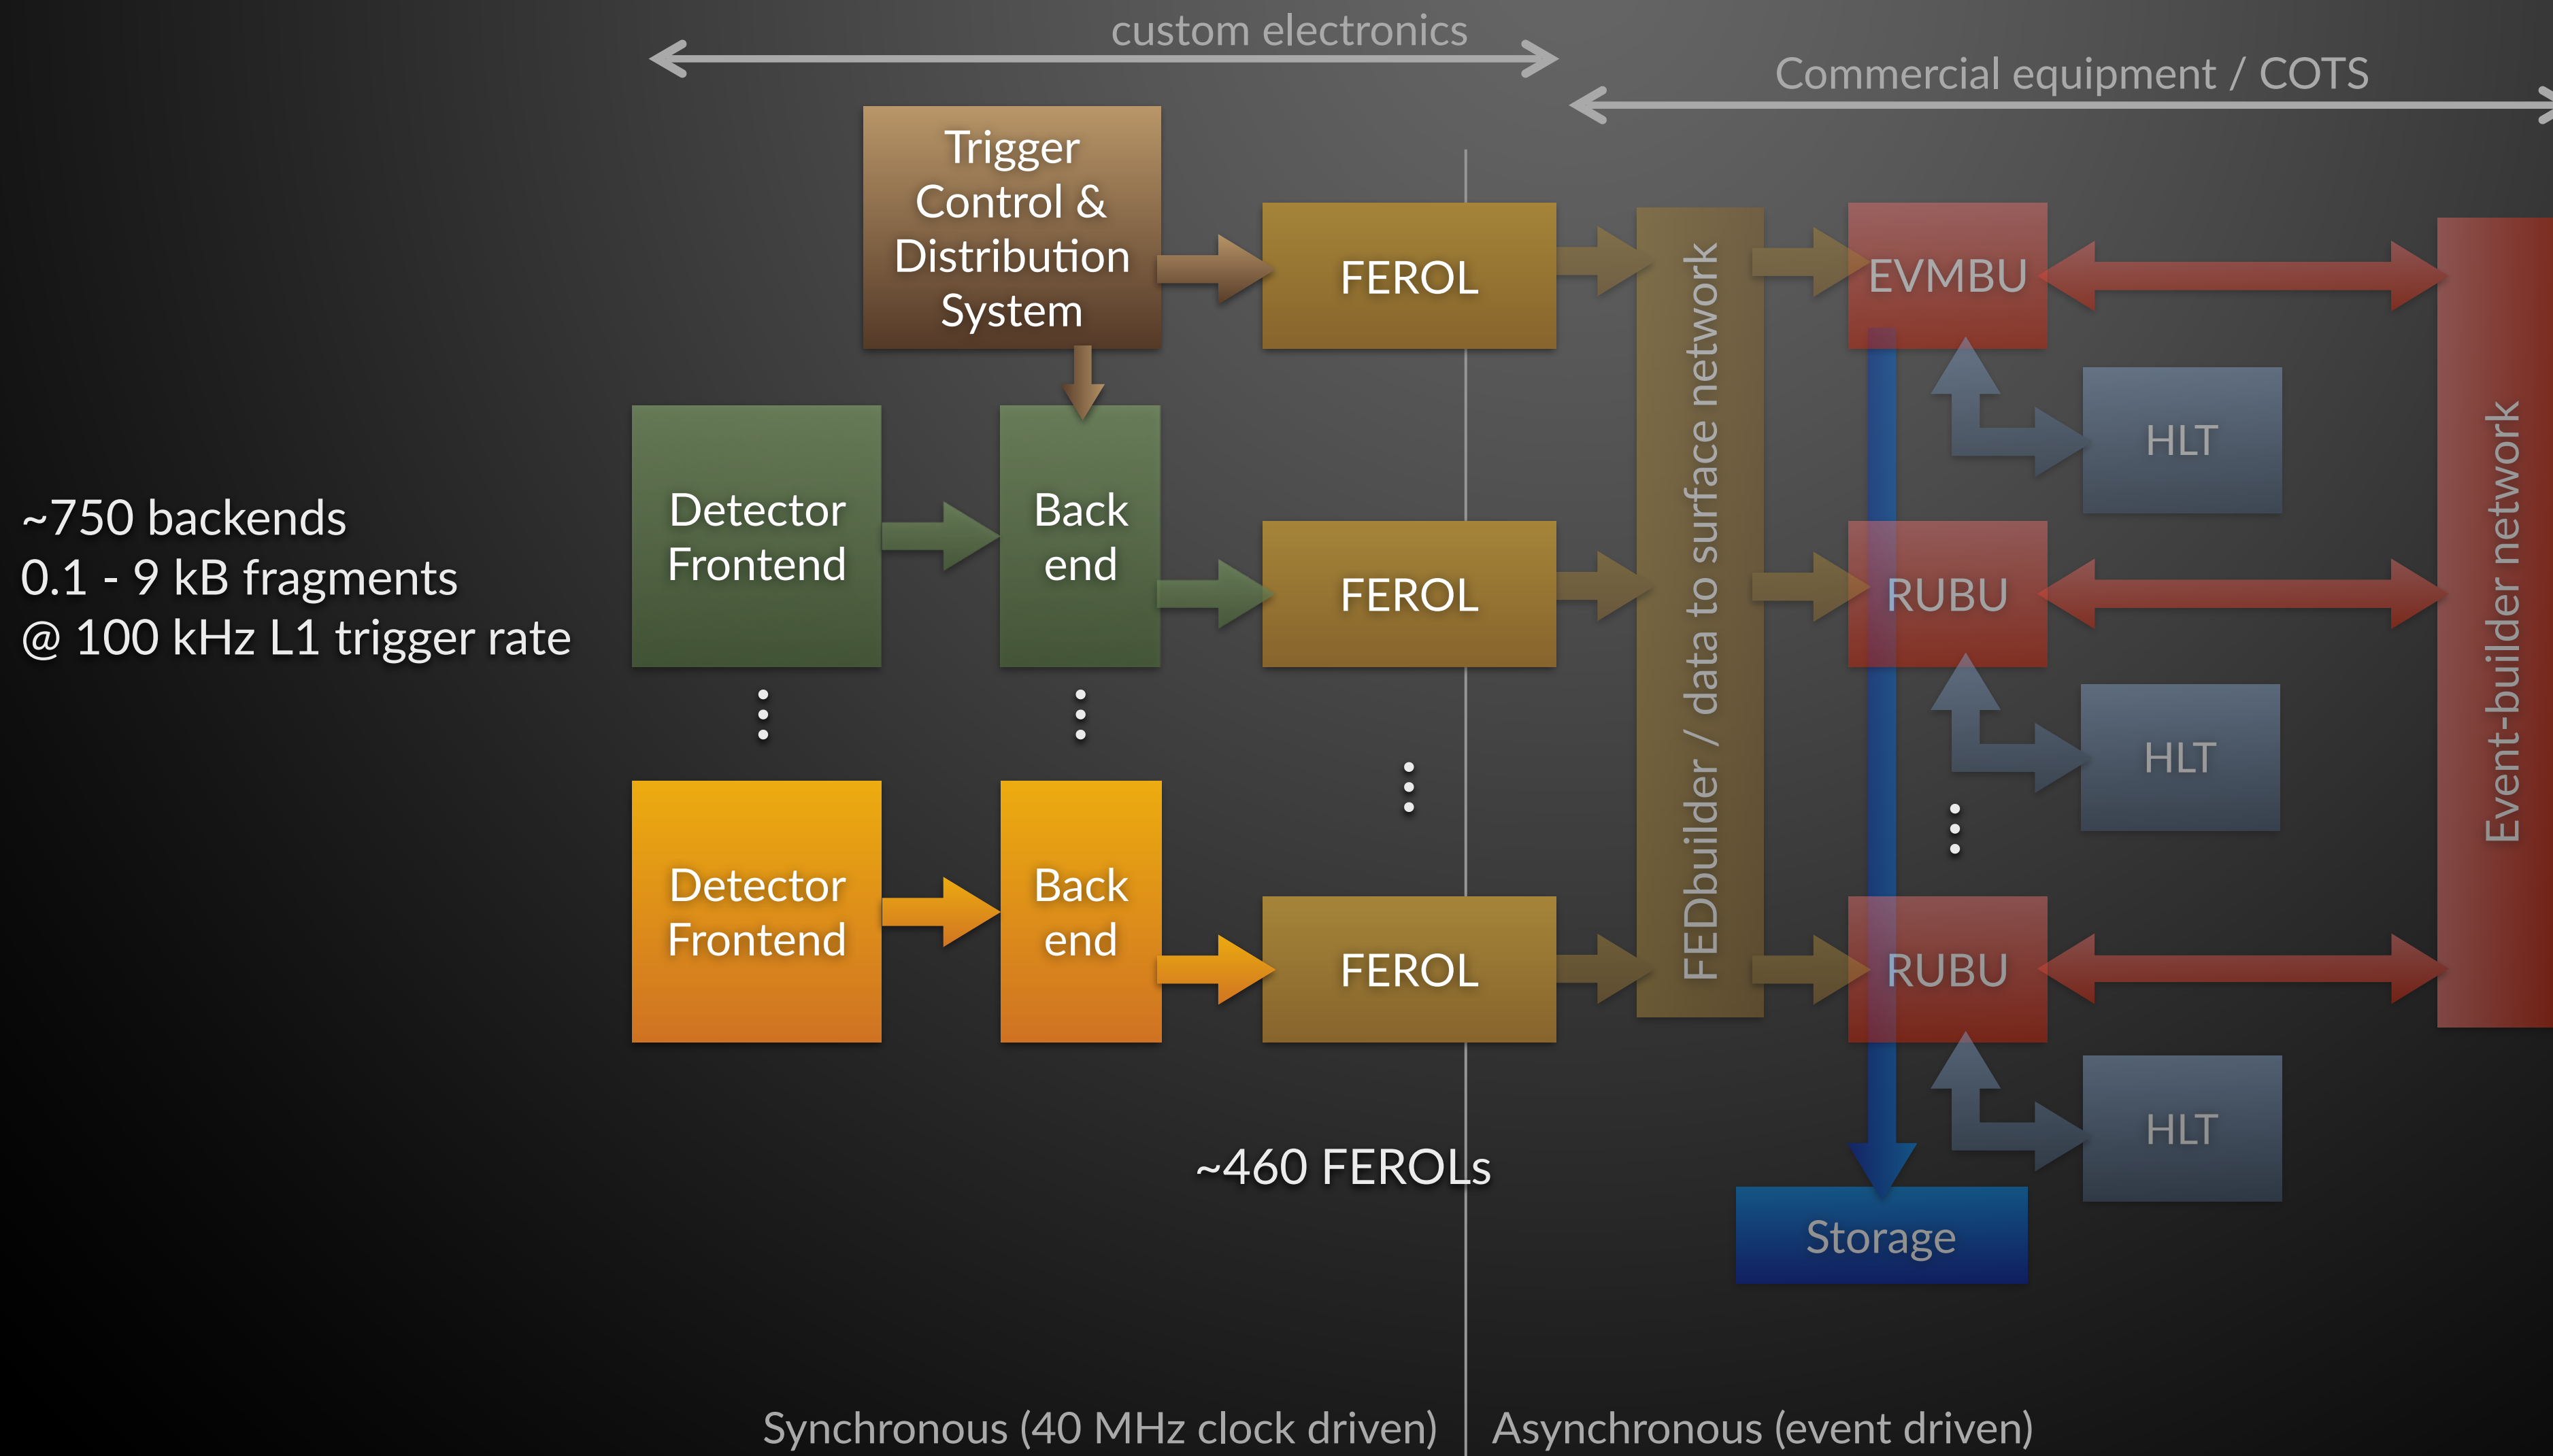 custom electronics
Commercial equipment / COTS
Trigger
Control &
Distribution
System
FEROL
EVMBU
HLT
~750 backends
0.1 - 9 kB fragments
@ 100 kHz L1 trigger rate
Detector
Frontend
Back
end
FEROL
FEDbuilder / data to surface network
RUBU
HLT
Event-builder network
Detector
Frontend
Back
end
FEROL
RUBU
HLT
~460 FEROLs
Storage
Synchronous (40 MHz clock driven)
Asynchronous (event driven)